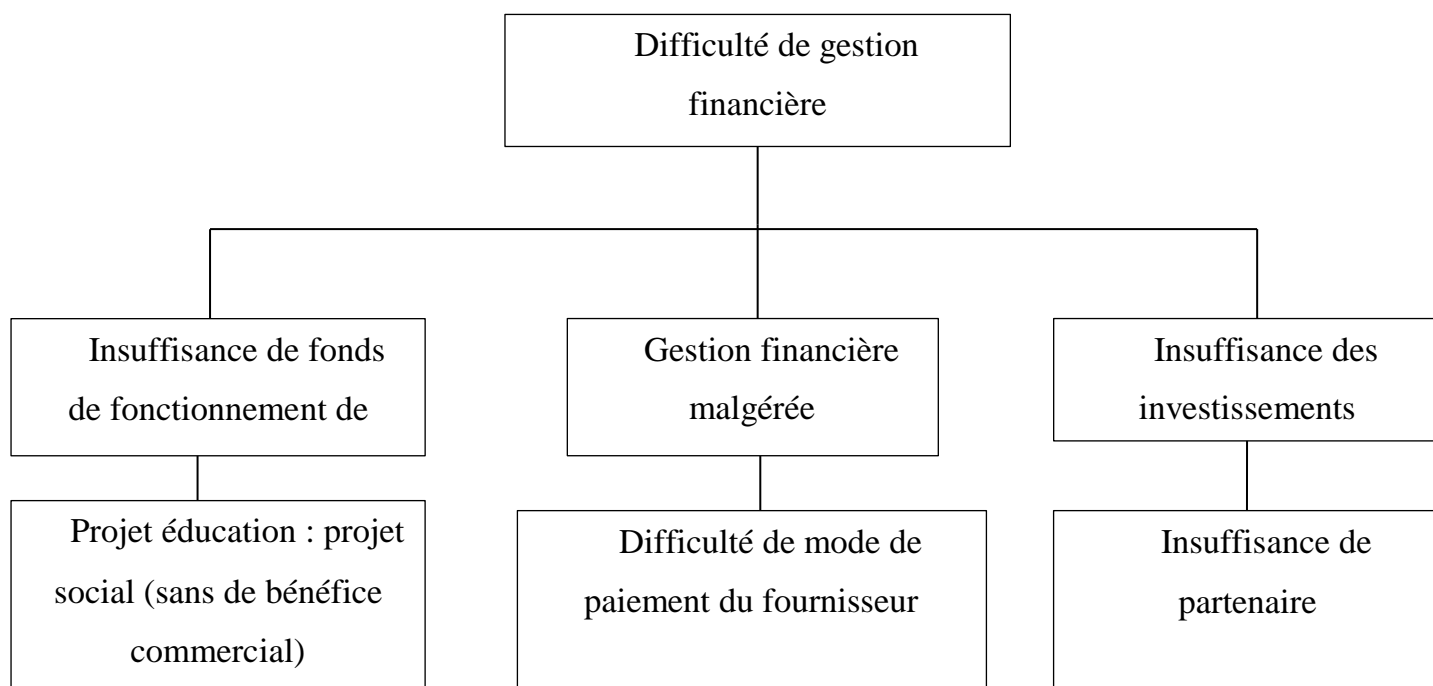 Difficulté de gestion
financière
Insuffisance de fonds
de fonctionnement de
Gestion financière
malgérée
Insuffisance des
investissements
Projet éducation : projet
social (sans de bénéfice
commercial)
Difficulté de mode de
paiement du fournisseur
Insuffisance de
partenaire